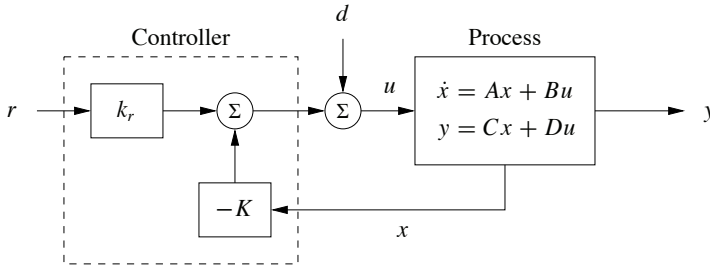 d
Controller
Process
r
k_r
Σ
Σ
u
ẋ = Ax + Bu
y = Cx + Du
y
−K
x